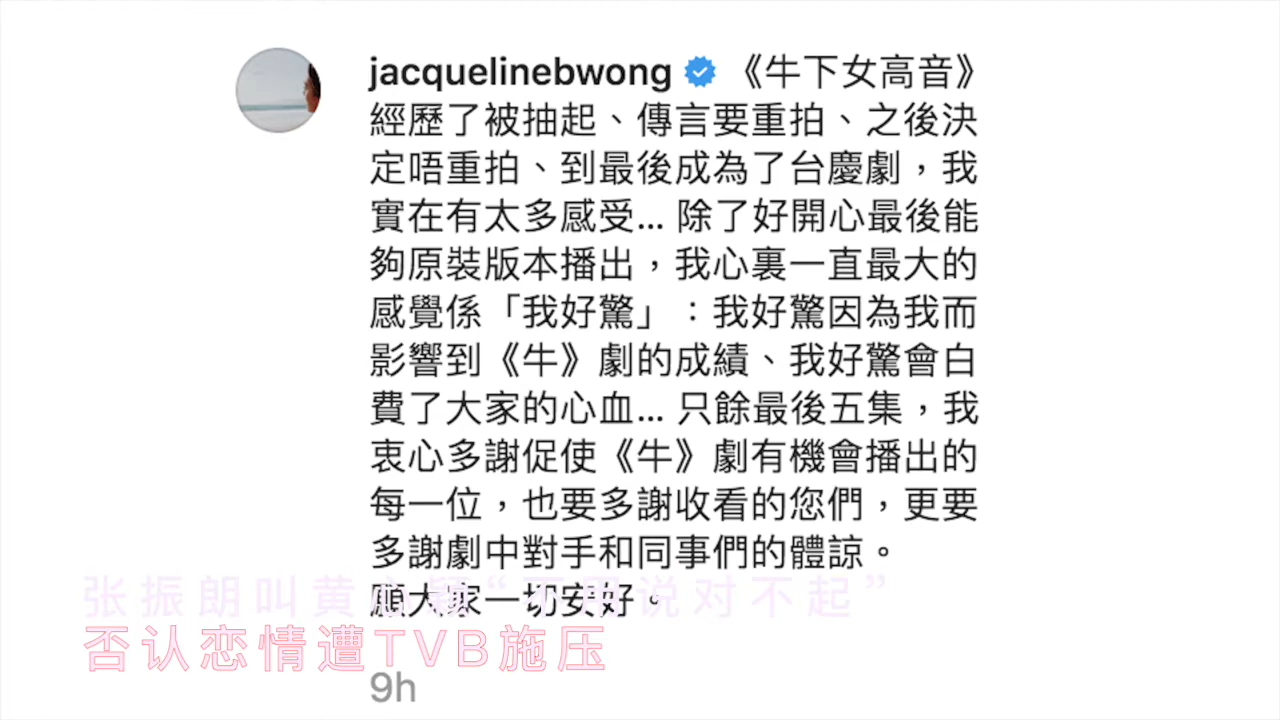 jacquelinebwong 《牛下女高音》
經歷了被抽起、傳言要重拍、之後決
定唔重拍、到最後成為了台慶劇，我
實在有太多感受... 除了好開心最後能
夠原裝版本播出，我心裏一直最大的
感覺係「我好驚」：我好驚因為我而
影響到《牛》劇的成績、我好驚會白
費了大家的心血... 只餘最後五集，我
衷心多謝促使《牛》劇有機會播出的
每一位，也要多謝收看的您們，更要
多謝劇中對手和同事們的體諒。
願大家一切安好。
张振朗叫黄心颖“不用说对不起”
否认恋情遭TVB施压
9h